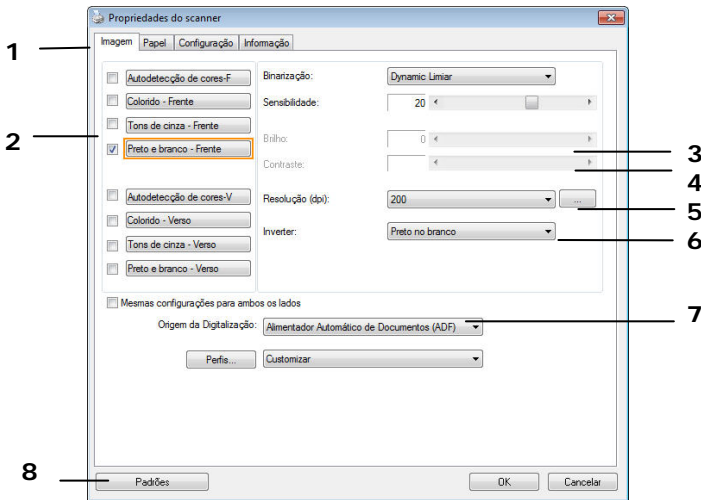 Propriedades do scanner
Imagem Papel Configuração Informação
1
Autodetecção de cores-F
Colorido - Frente
Tons de cinza - Frente
Preto e branco - Frente
2
Autodetecção de cores-V
Colorido - Verso
Tons de cinza - Verso
Preto e branco - Verso
Binarização: Dynamic Limiar
Sensibilidade: 20
Brilho: 0
3
Contraste:
4
Resolução (dpi): 200 ...
5
Inverter: Preto no branco
6
Mesmas configurações para ambos os lados
Origem da Digitalização: Alimentador Automático de Documentos (ADF)
7
Perfis... Customizar
8
Padrões OK Cancelar